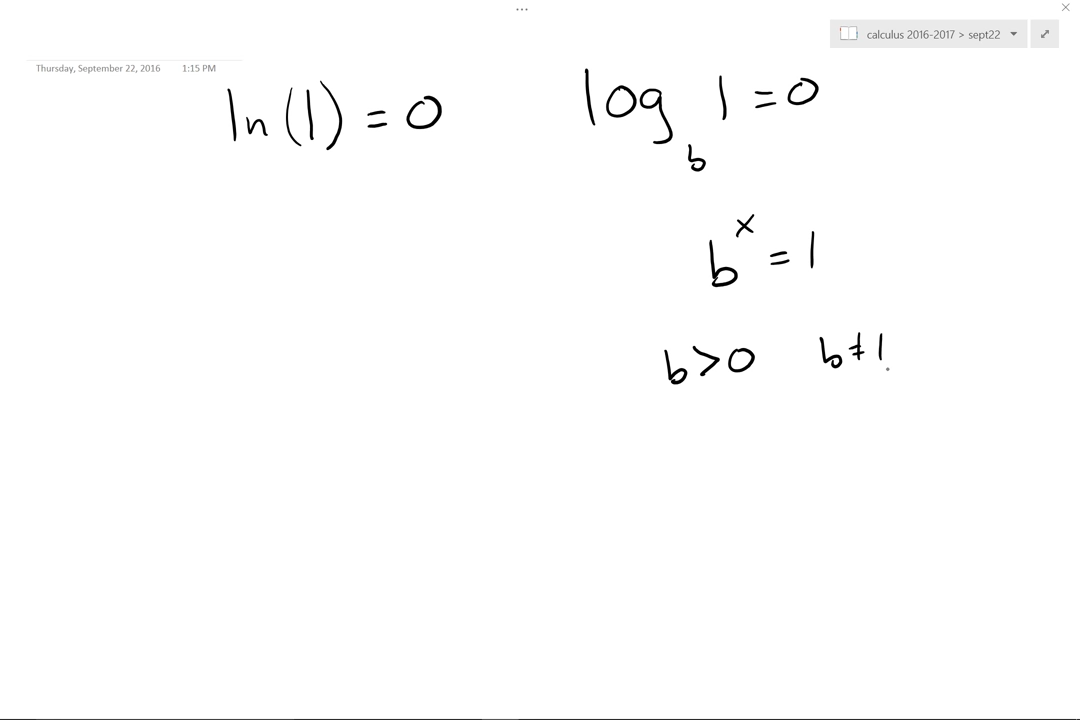 calculus 2016-2017 > sept22
Thursday, September 22, 2016 1:15 PM
ln(1) = 0
log_b 1 = 0
b^x = 1
b > 0 b ≠ 1